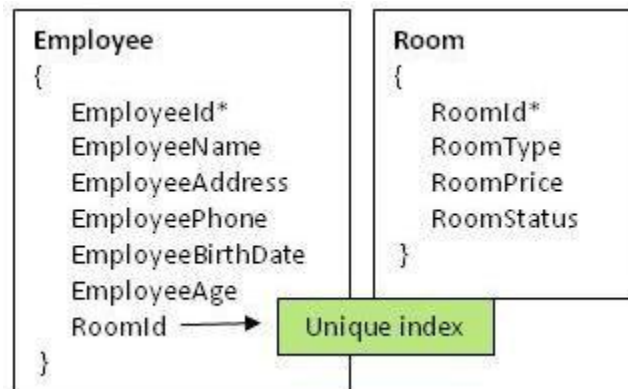 Employee
{
EmployeeId*
EmployeeName
EmployeeAddress
EmployeePhone
EmployeeBirthDate
EmployeeAge
RoomId
}
Room
{
RoomId*
RoomType
RoomPrice
RoomStatus
}
Unique index